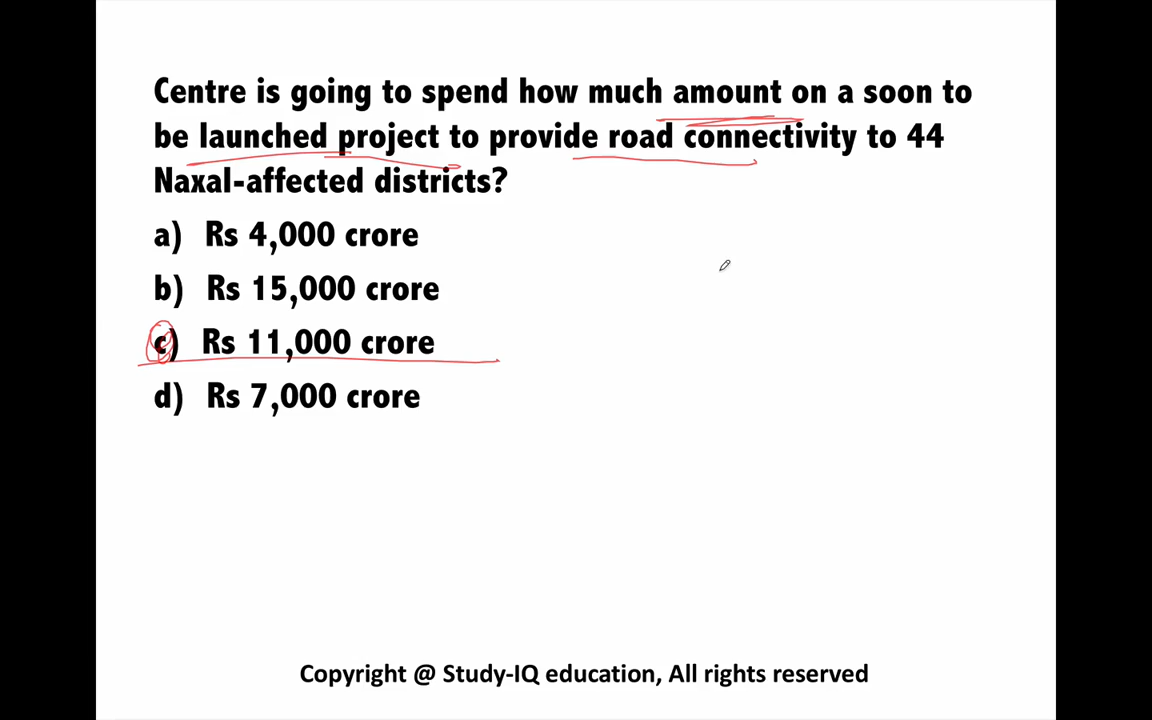 Centre is going to spend how much amount on a soon to
be launched project to provide road connectivity to 44
Naxal-affected districts?
a) Rs 4,000 crore
b) Rs 15,000 crore
c) Rs 11,000 crore
d) Rs 7,000 crore
Copyright @ Study-IQ education, All rights reserved